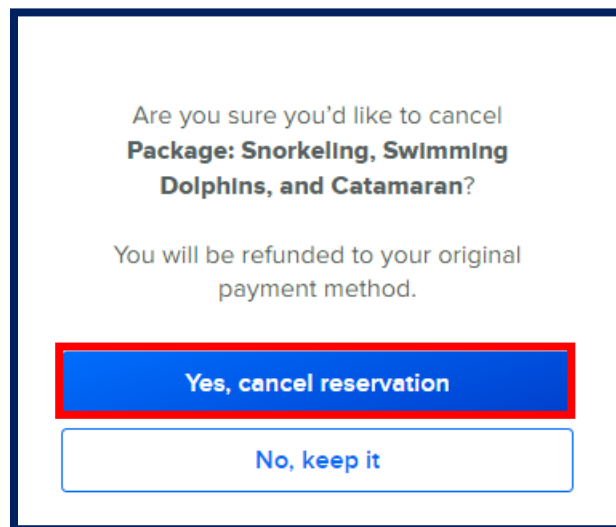 Are you sure you’d like to cancel
Package: Snorkeling, Swimming
Dolphins, and Catamaran?
You will be refunded to your original
payment method.
Yes, cancel reservation
No, keep it